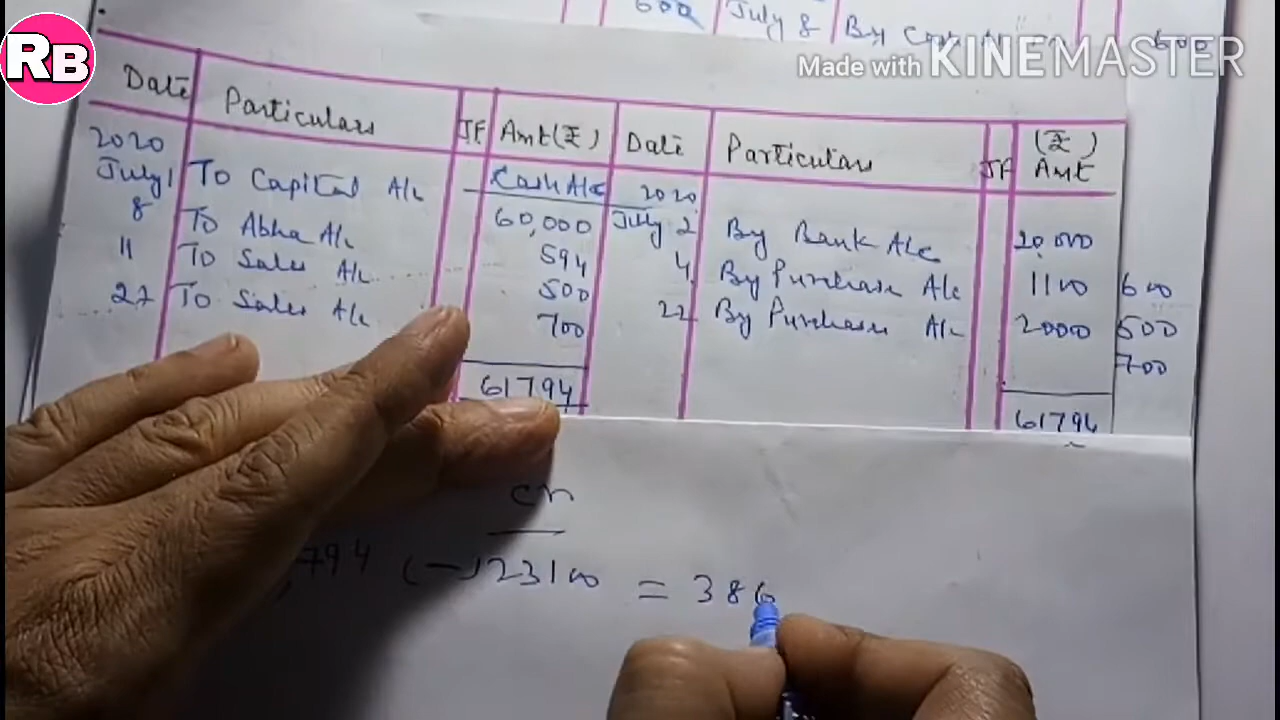 RB
600 July 8 By 600
Made with KINEMASTER
Date Particulars JF Amt(₹) Date Particulars JF (₹) Amt
2020 Cash A/c 2020
July 1 To Capital A/c 60,000 July 2 By Bank A/c 20,000
8 To Abha A/c 594 4 By Purchase A/c 1100 600
11 To Sales A/c 500 22 By Purchases A/c 2000 500
27 To Sales A/c 700 700
61794 61794
cr
,794 (-) 23100 = 386